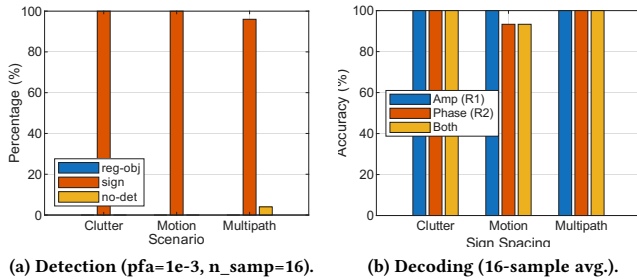 100
80
60
40
20
0
Percentage (%)
reg-obj
sign
no-det
Clutter
Motion
Multipath
Scenario
(a) Detection (pfa=1e-3, n_samp=16).
100
80
60
40
20
0
Accuracy (%)
Amp (R1)
Phase (R2)
Both
Clutter
Motion
Multipath
Sign Spacing
(b) Decoding (16-sample avg.).